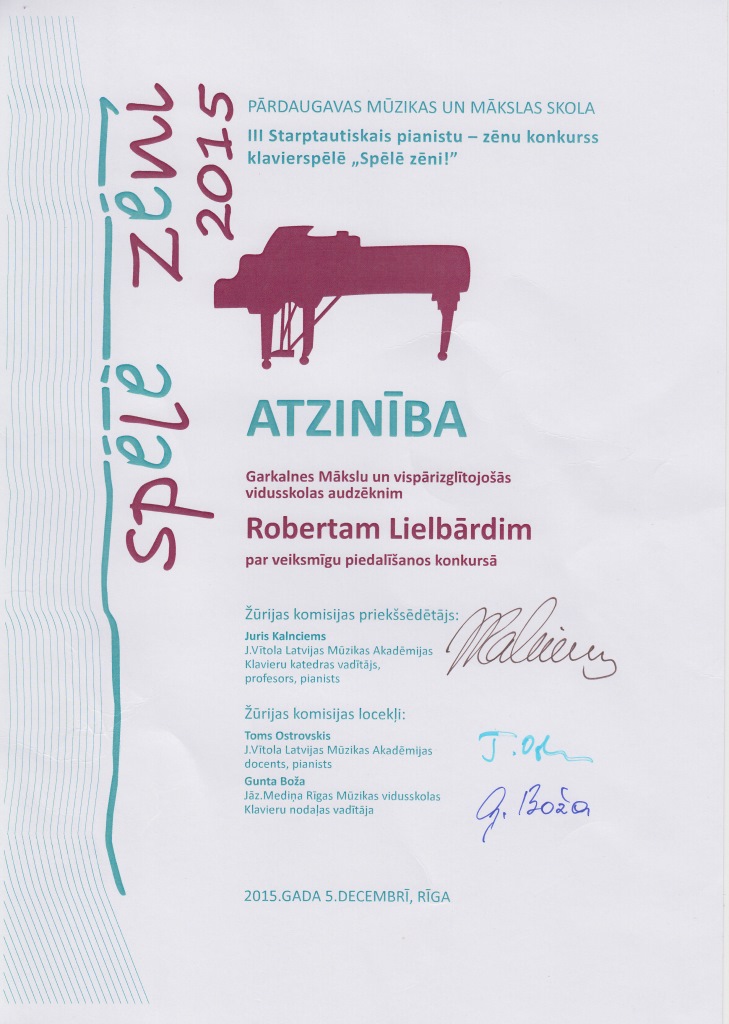 spēlē zēni
2015
PĀRDAUGAVAS MŪZIKAS UN MĀKSLAS SKOLA
III Starptautiskais pianistu – zēnu konkurss
klavierspēlē „Spēlē zēni!”
ATZINĪBA
Garkalnes Mākslu un vispārizglītojošās
vidusskolas audzēknim
Robertam Lielbārdim
par veiksmīgu piedalīšanos konkursā
Žūrijas komisijas priekšsēdētājs:
Juris Kalnciems
J.Vītola Latvijas Mūzikas Akadēmijas
Klavieru katedras vadītājs,
profesors, pianists
Žūrijas komisijas locekļi:
Toms Ostrovskis
J.Vītola Latvijas Mūzikas Akadēmijas
docents, pianists
Gunta Boža
Jāz.Mediņa Rīgas Mūzikas vidusskolas
Klavieru nodaļas vadītāja
G. Boža
2015.GADA 5.DECEMBRĪ, RĪGA